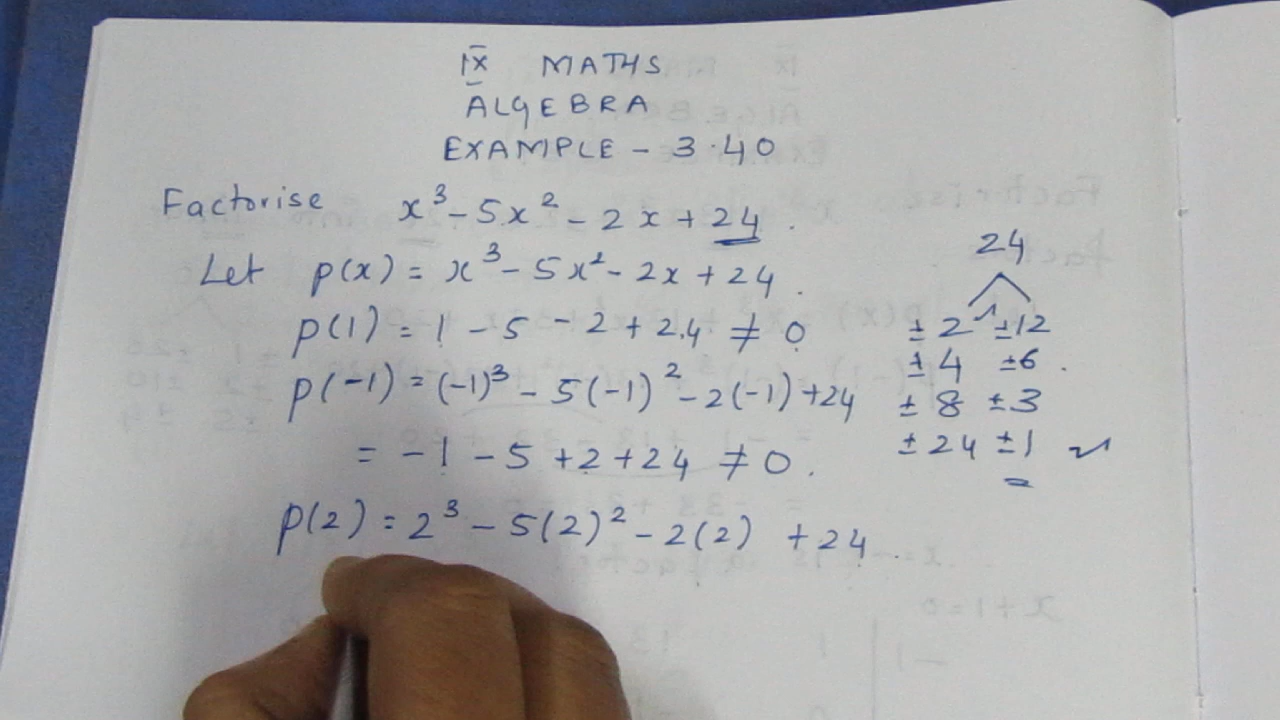 IX MATHS
ALGEBRA
EXAMPLE - 3.40
Factorise x³ - 5x² - 2x + 24.
Let p(x) = x³ - 5x² - 2x + 24.
p(1) = 1 - 5 - 2 + 24 ≠ 0
p(-1) = (-1)³ - 5(-1)² - 2(-1) + 24
= -1 - 5 + 2 + 24 ≠ 0.
p(2) = 2³ - 5(2)² - 2(2) + 24
24
±2 ±12
±4 ±6.
±8 ±3
±24 ±1